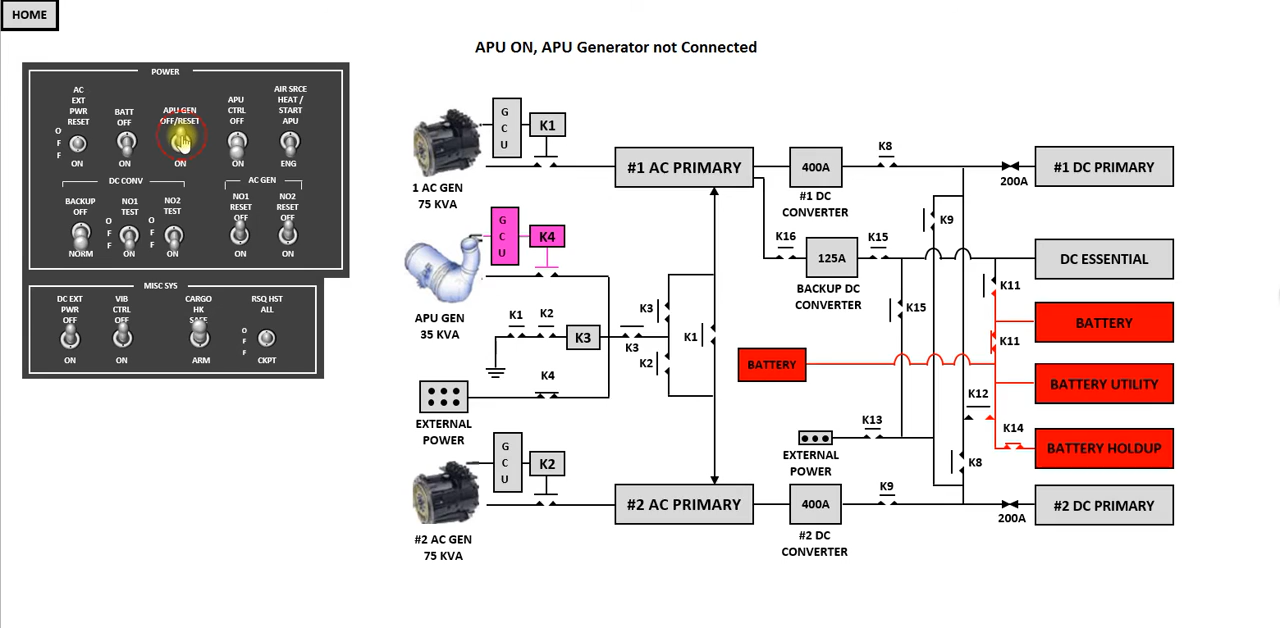 HOME
APU ON, APU Generator not Connected
POWER
AC
EXT
PWR
RESET
O
F
F
ON
BATT
OFF
ON
APU GEN
OFF/RESET
ON
APU
CTRL
OFF
ON
AIR SRCE
HEAT /
START
APU
ENG
DC CONV
AC GEN
BACKUP
OFF
NORM
NO1
TEST
O
F
F
ON
NO2
TEST
O
F
F
ON
NO1
RESET
OFF
ON
NO2
RESET
OFF
ON
MISC SYS
DC EXT
PWR
OFF
ON
VIB
CTRL
OFF
ON
CARGO
HK
SAFE
ARM
RSQ HST
ALL
O
F
F
CKPT
G
C
U
K1
1 AC GEN
75 KVA
G
C
U
K4
APU GEN
35 KVA
K1
K2
K3
K3
K4
EXTERNAL
POWER
G
C
U
K2
#2 AC GEN
75 KVA
#1 AC PRIMARY
K3
K2
K1
#2 AC PRIMARY
400A
#1 DC
CONVERTER
K8
200A
#1 DC PRIMARY
K9
K16
125A
K15
BACKUP DC
CONVERTER
DC ESSENTIAL
K15
K11
BATTERY
K11
BATTERY
BATTERY UTILITY
K12
K13
K14
EXTERNAL
POWER
BATTERY HOLDUP
K8
400A
#2 DC
CONVERTER
K9
200A
#2 DC PRIMARY